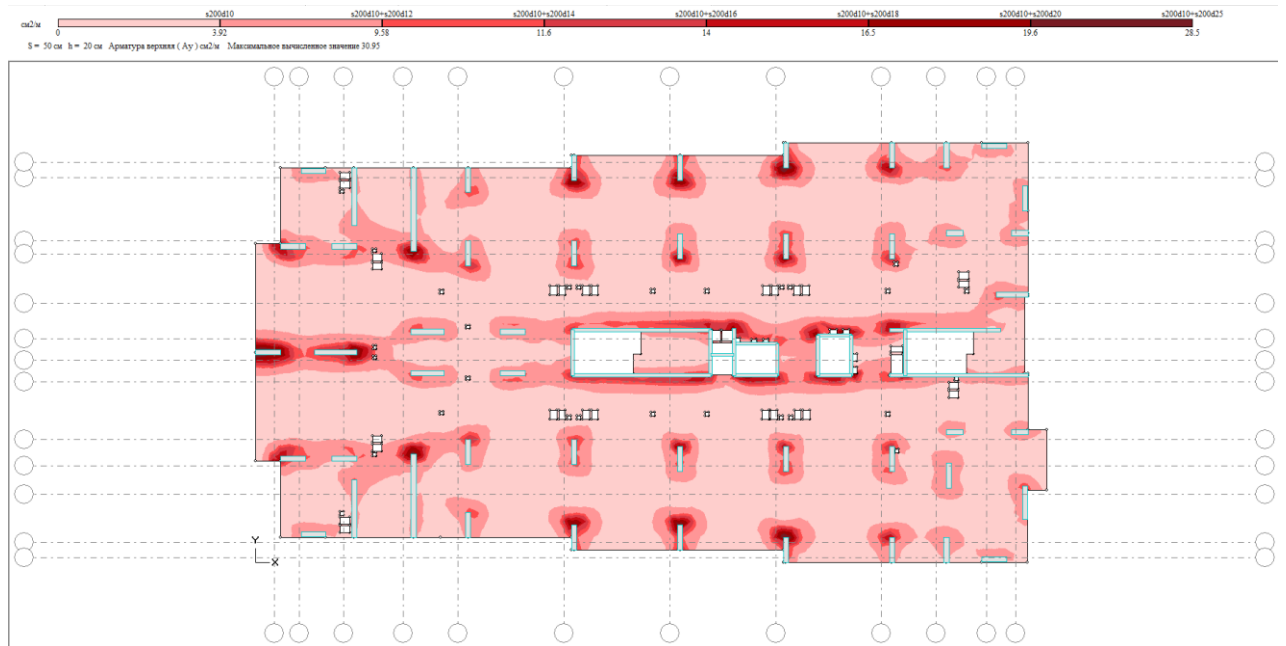 s200d10 s200d10+s200d12 s200d10+s200d14 s200d10+s200d16 s200d10+s200d18 s200d10+s200d20 s200d10+s200d25
см2/м
0 3.92 9.58 11.6 14 16.5 19.6 28.5
S = 50 см h = 20 см Арматура верхняя ( Ay ) см2/м Максимальное вычисленное значение 30.95
Y
X